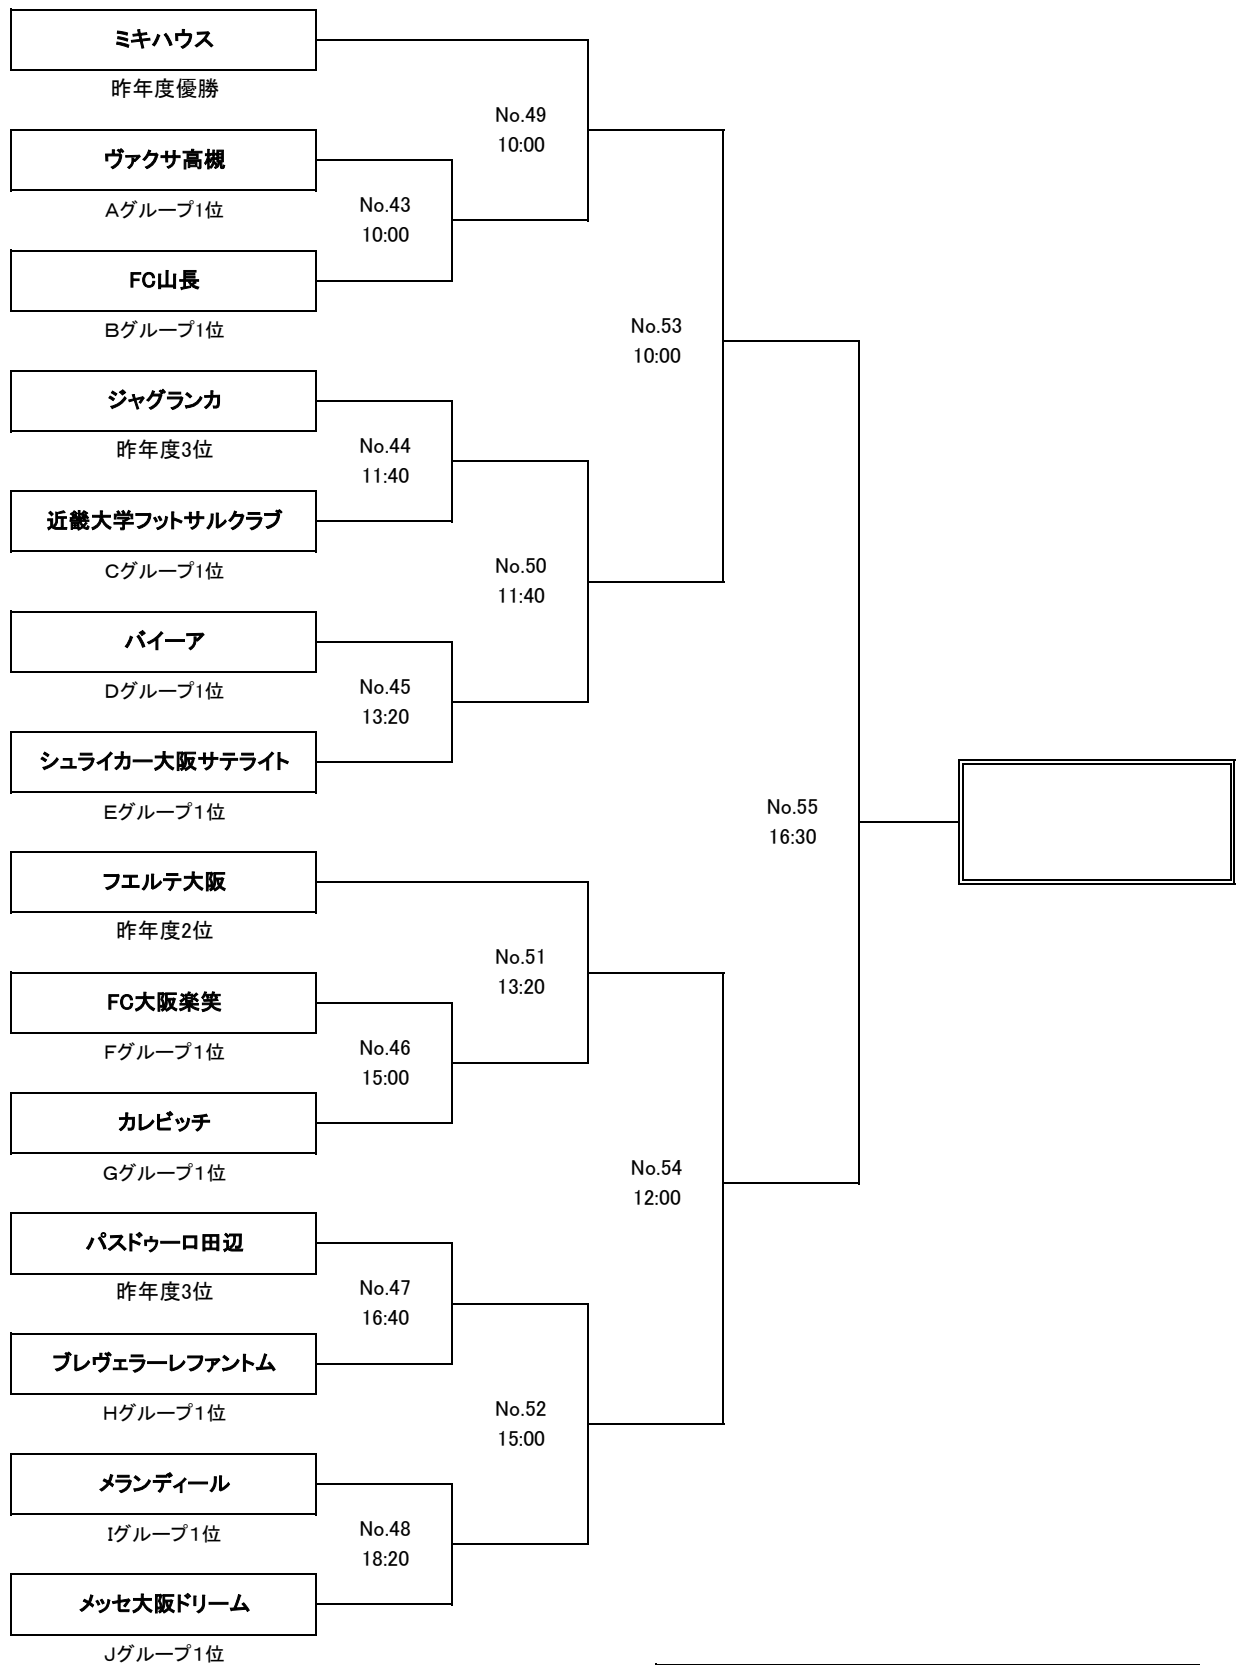 ミキハウス
昨年度優勝
No.49
10:00
ヴァクサ高槻
Aグループ1位
No.43
10:00
FC山長
Bグループ1位
No.53
10:00
ジャグランカ
昨年度3位
No.44
11:40
近畿大学フットサルクラブ
Cグループ1位
No.50
11:40
バイーア
Dグループ1位
No.45
13:20
シュライカー大阪サテライト
Eグループ1位
No.55
16:30
フエルテ大阪
昨年度2位
No.51
13:20
FC大阪楽笑
Fグループ1位
No.46
15:00
カレビッチ
Gグループ1位
No.54
12:00
パスドゥーロ田辺
昨年度3位
No.47
16:40
ブレヴェラーレファントム
Hグループ1位
No.52
15:00
メランディール
Iグループ1位
No.48
18:20
メッセ大阪ドリーム
Jグループ1位